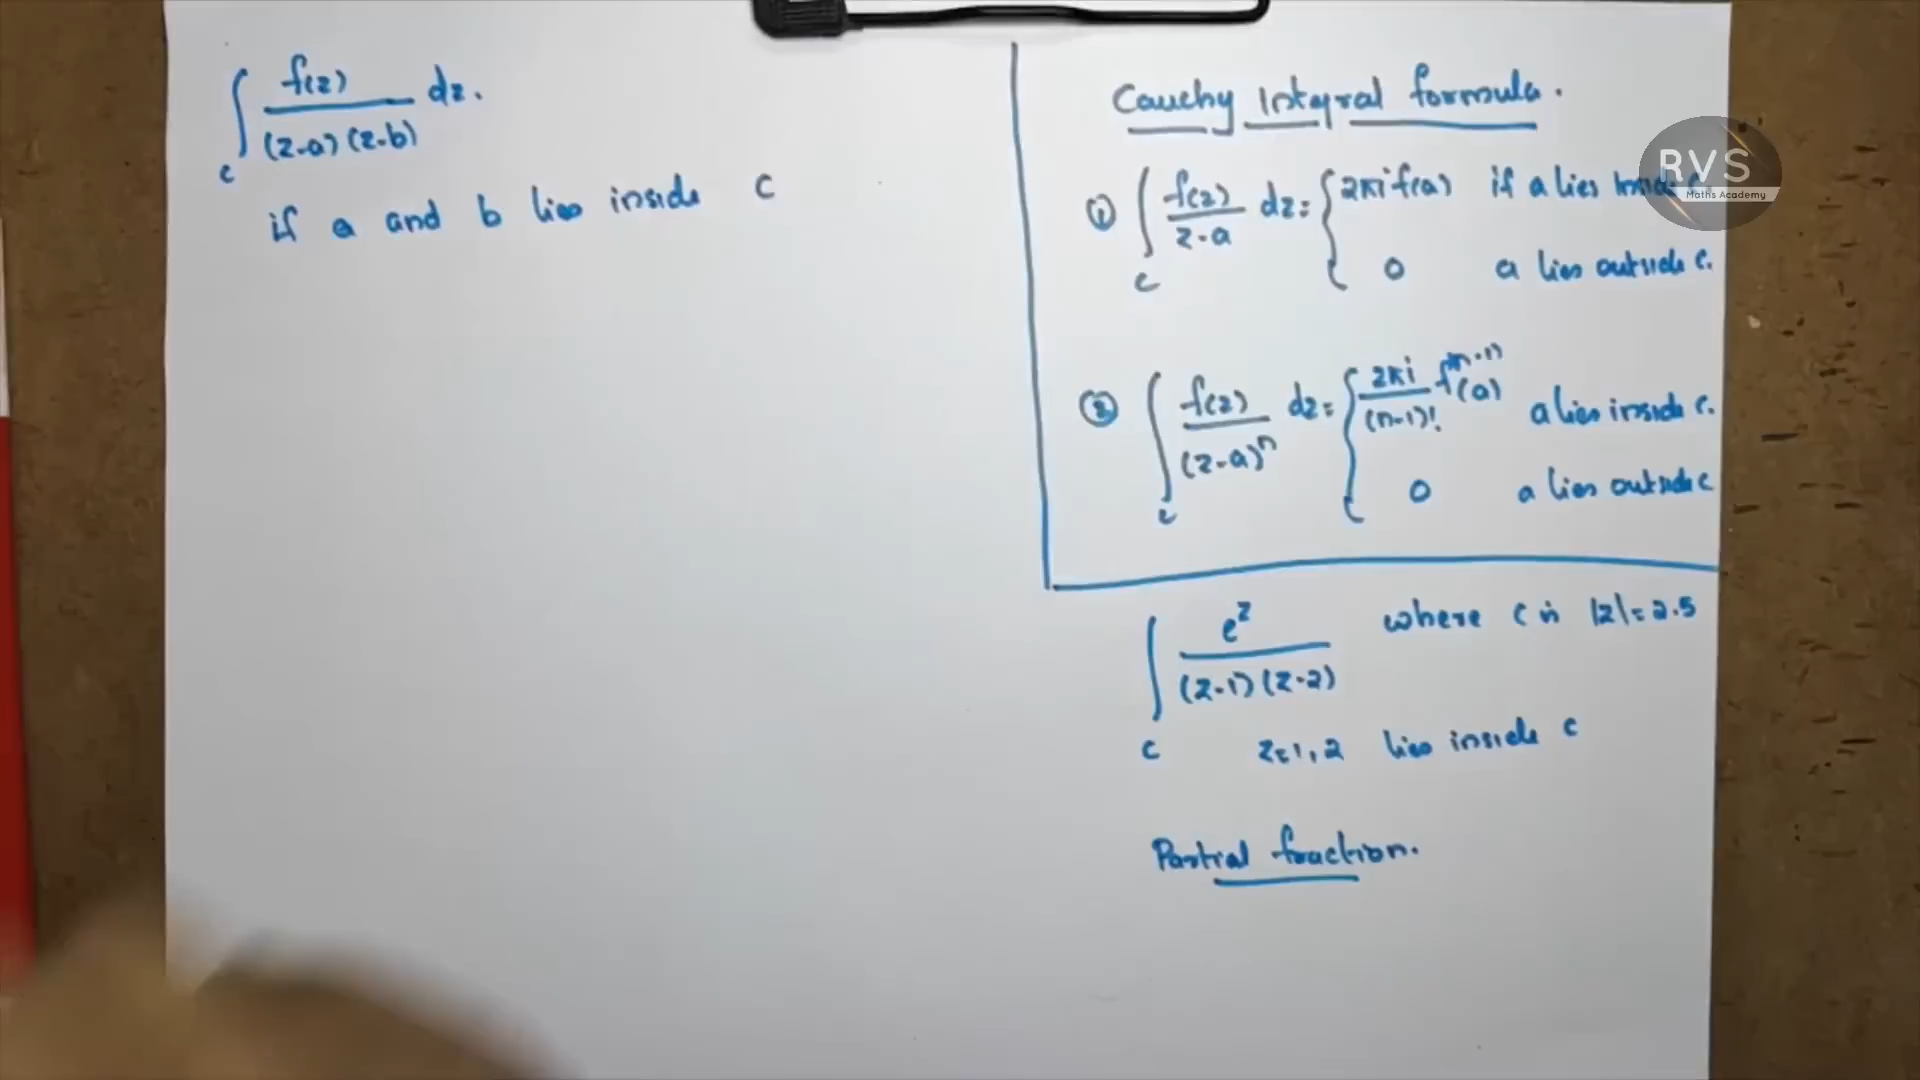 ∫_c f(z)/((z-a)(z-b)) dz.
if a and b lies inside c
Cauchy Integral formula.
RVS
Maths Academy
① ∫_c f(z)/(z-a) dz = { 2πi f(a) if a lies inside c.
0 a lies outside c.
② ∫_c f(z)/(z-a)^n dz = { 2πi/(n-1)! f^(n-1)(a) a lies inside c.
0 a lies outside c
∫_c e^z/((z-1)(z-2)) where c is |z|=2.5
z=1,2 lies inside c
Partial fraction.